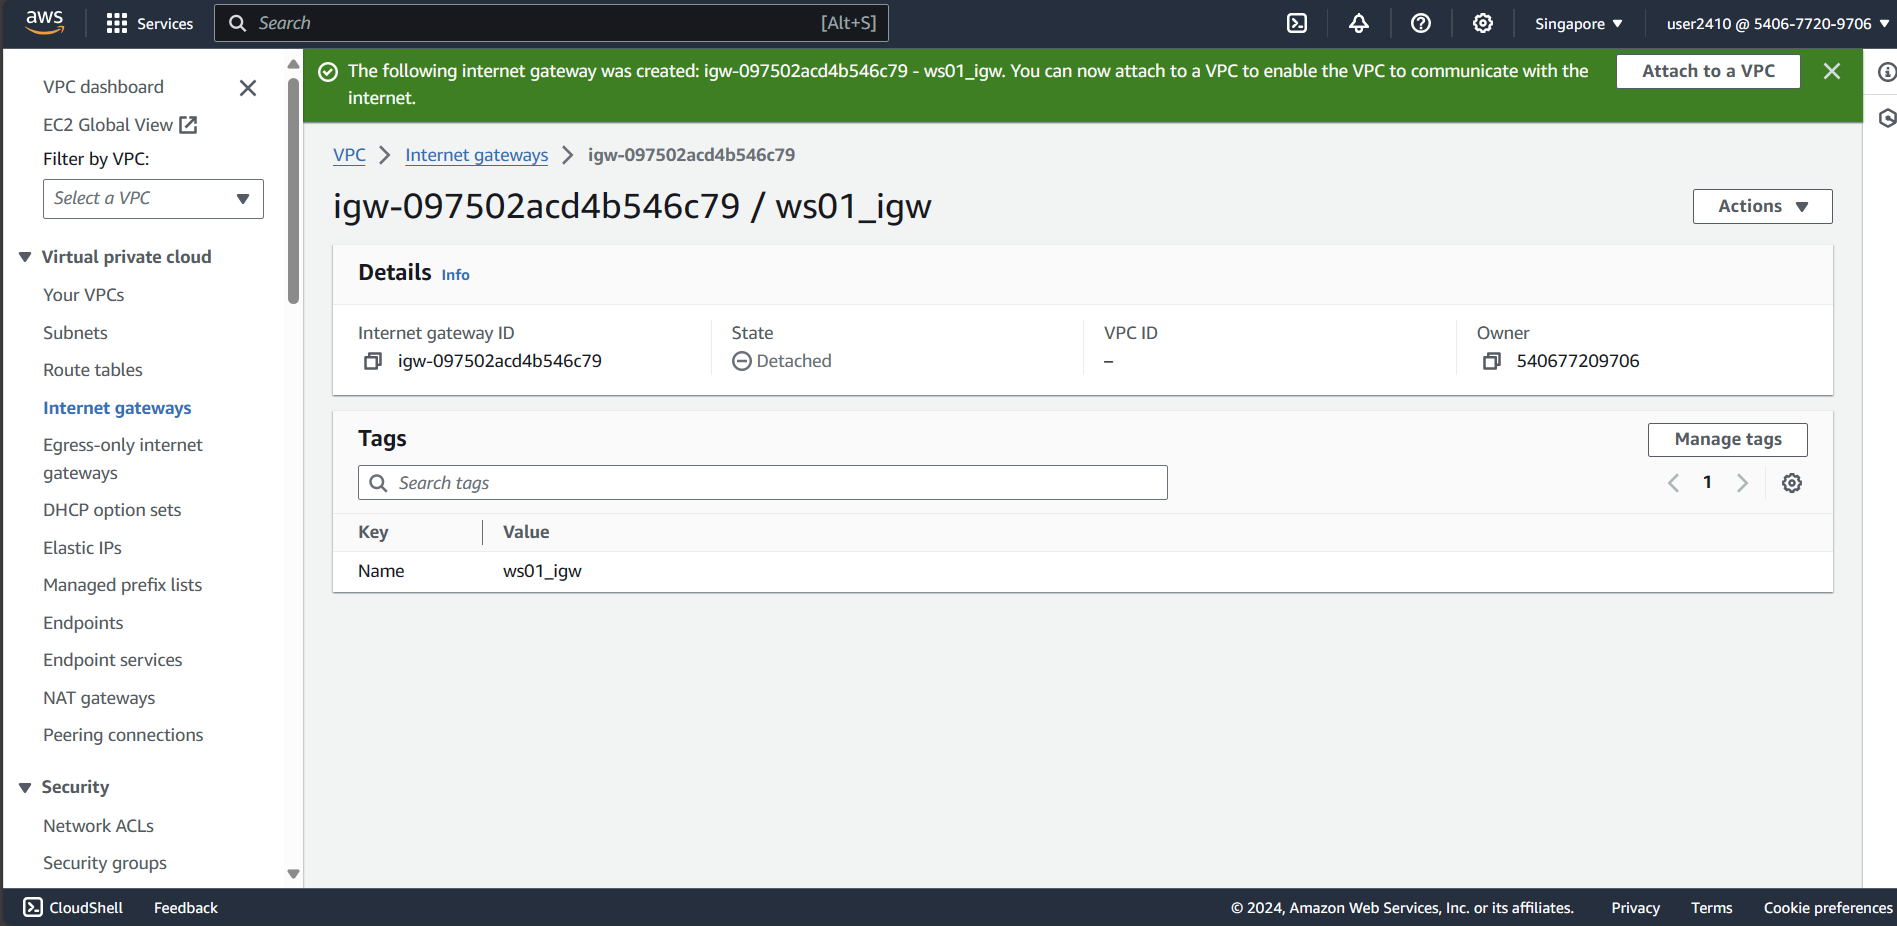 aws
Services
Search
[Alt+S]
Singapore
user2410 @ 5406-7720-9706
VPC dashboard
EC2 Global View
Filter by VPC:
Select a VPC
Virtual private cloud
Your VPCs
Subnets
Route tables
Internet gateways
Egress-only internet
gateways
DHCP option sets
Elastic IPs
Managed prefix lists
Endpoints
Endpoint services
NAT gateways
Peering connections
Security
Network ACLs
Security groups
The following internet gateway was created: igw-097502acd4b546c79 - ws01_igw. You can now attach to a VPC to enable the VPC to communicate with the
internet.
Attach to a VPC
VPC
Internet gateways
igw-097502acd4b546c79
igw-097502acd4b546c79 / ws01_igw
Actions
Details Info
Internet gateway ID
igw-097502acd4b546c79
State
Detached
VPC ID
–
Owner
540677209706
Tags
Manage tags
Search tags
1
Key
Value
Name
ws01_igw
CloudShell
Feedback
© 2024, Amazon Web Services, Inc. or its affiliates.
Privacy
Terms
Cookie preferences